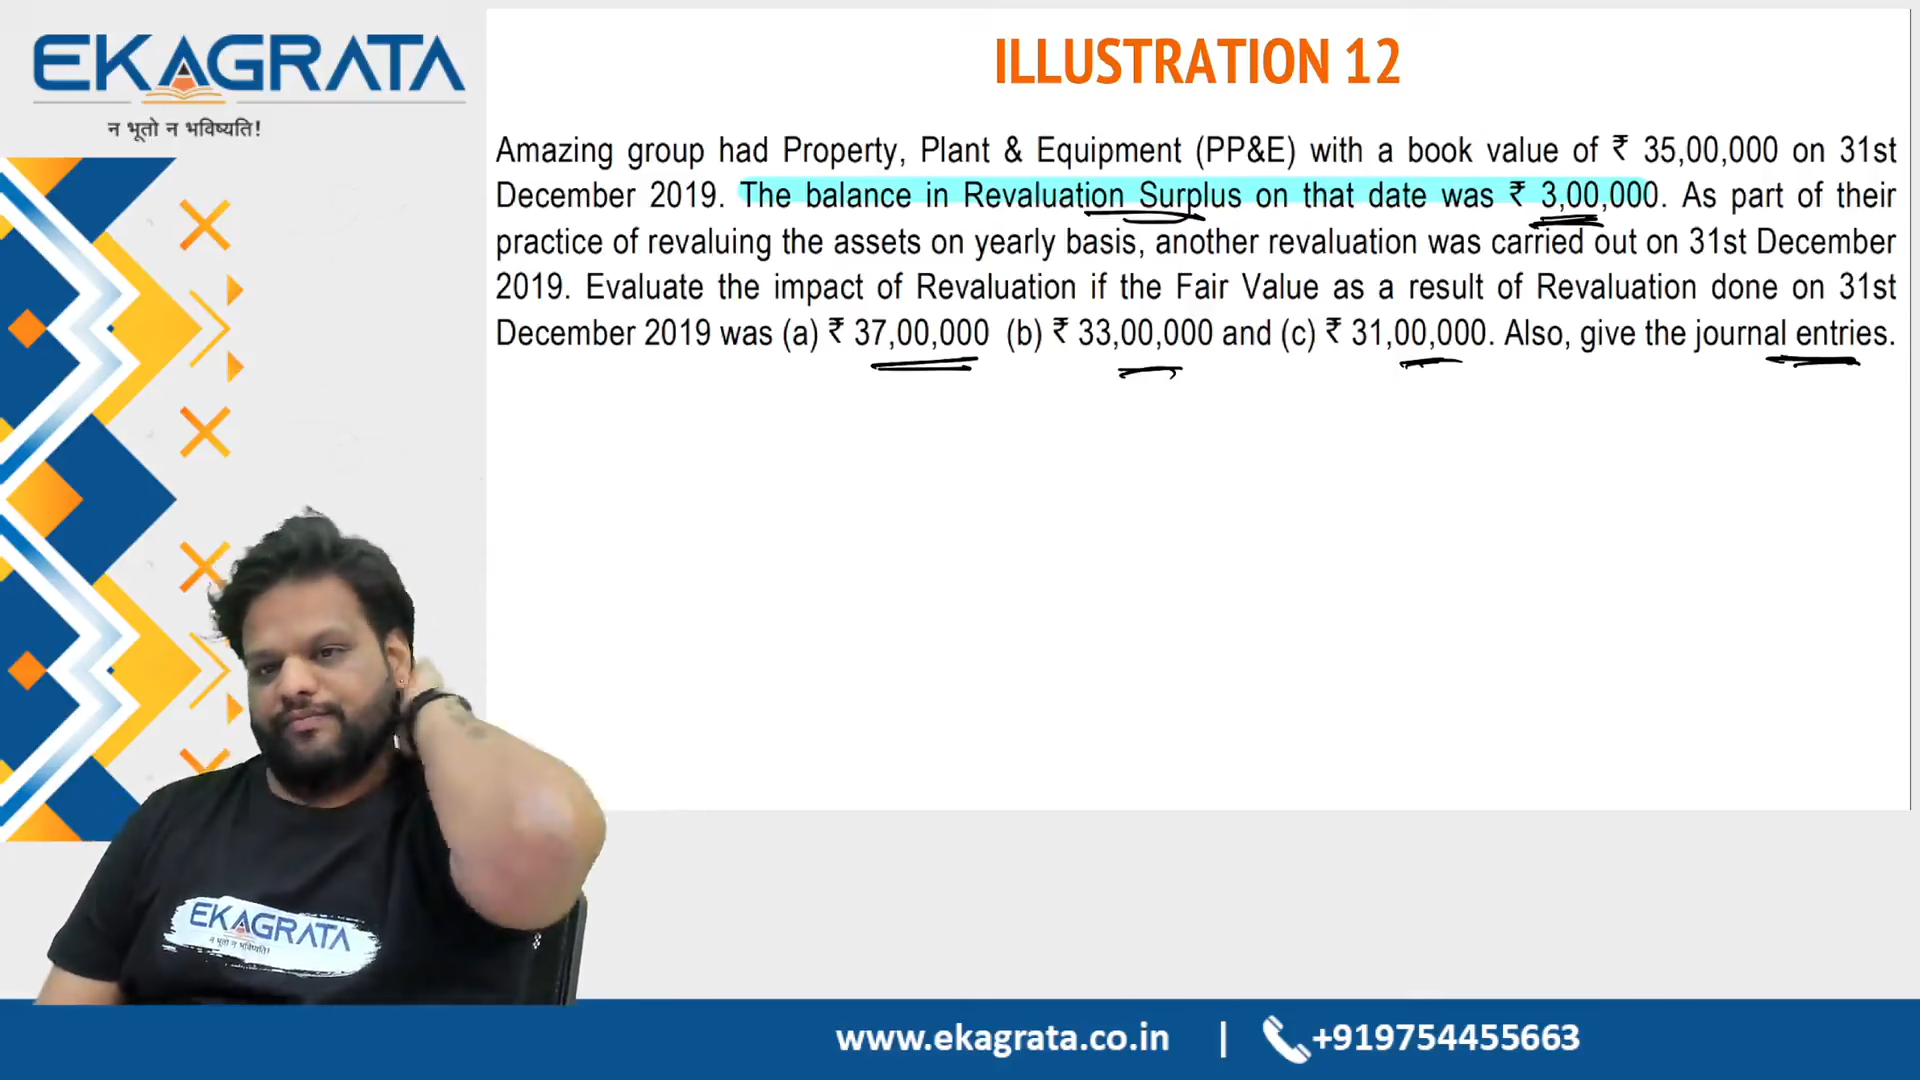 EKAGRATA
न भूतो न भविष्यति!
ILLUSTRATION 12
Amazing group had Property, Plant & Equipment (PP&E) with a book value of ₹ 35,00,000 on 31st
December 2019. The balance in Revaluation Surplus on that date was ₹ 3,00,000. As part of their
practice of revaluing the assets on yearly basis, another revaluation was carried out on 31st December
2019. Evaluate the impact of Revaluation if the Fair Value as a result of Revaluation done on 31st
December 2019 was (a) ₹ 37,00,000 (b) ₹ 33,00,000 and (c) ₹ 31,00,000. Also, give the journal entries.
EKAGRATA
न भूतो न भविष्यति!
www.ekagrata.co.in | +919754455663